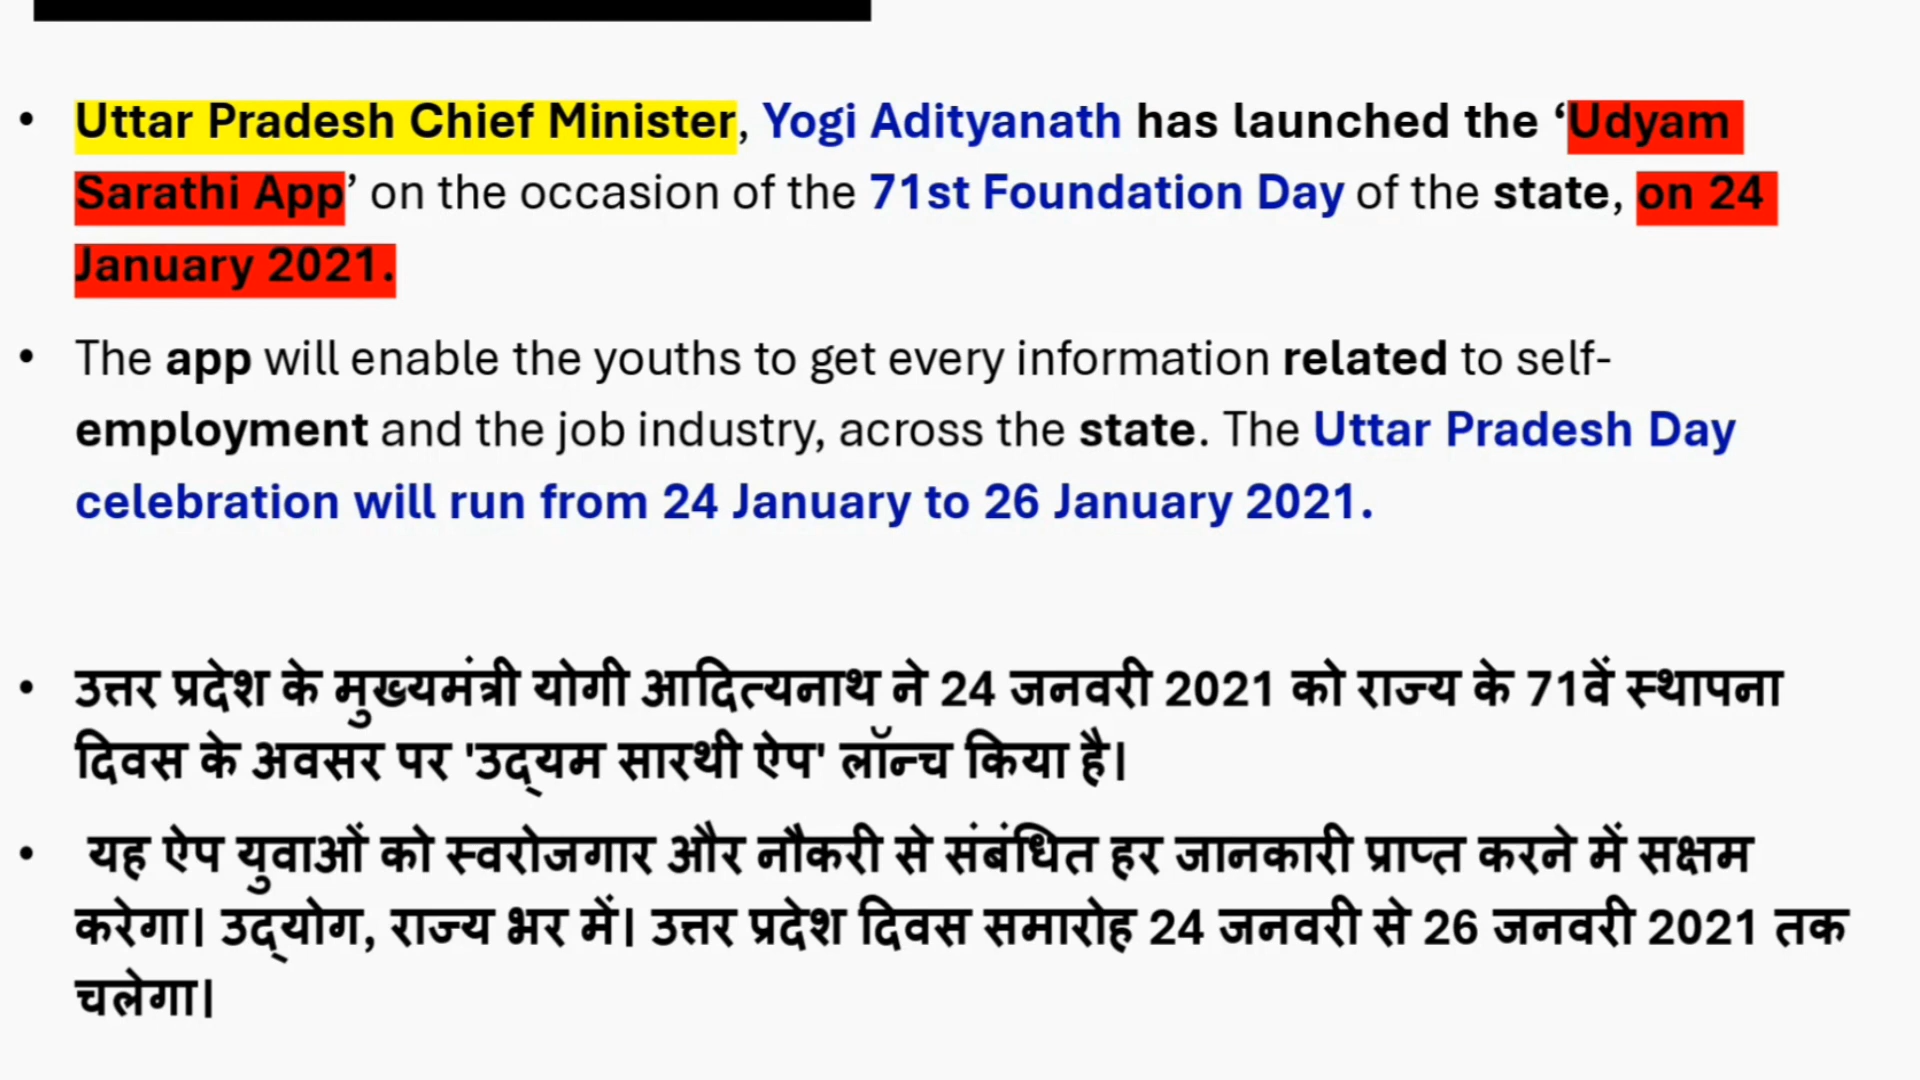 • Uttar Pradesh Chief Minister, Yogi Adityanath has launched the ‘Udyam
Sarathi App’ on the occasion of the 71st Foundation Day of the state, on 24
January 2021.
• The app will enable the youths to get every information related to self-
employment and the job industry, across the state. The Uttar Pradesh Day
celebration will run from 24 January to 26 January 2021.
• उत्तर प्रदेश के मुख्यमंत्री योगी आदित्यनाथ ने 24 जनवरी 2021 को राज्य के 71वें स्थापना
दिवस के अवसर पर 'उद्यम सारथी ऐप' लॉन्च किया है।
• यह ऐप युवाओं को स्वरोजगार और नौकरी से संबंधित हर जानकारी प्राप्त करने में सक्षम
करेगा। उद्योग, राज्य भर में। उत्तर प्रदेश दिवस समारोह 24 जनवरी से 26 जनवरी 2021 तक
चलेगा।